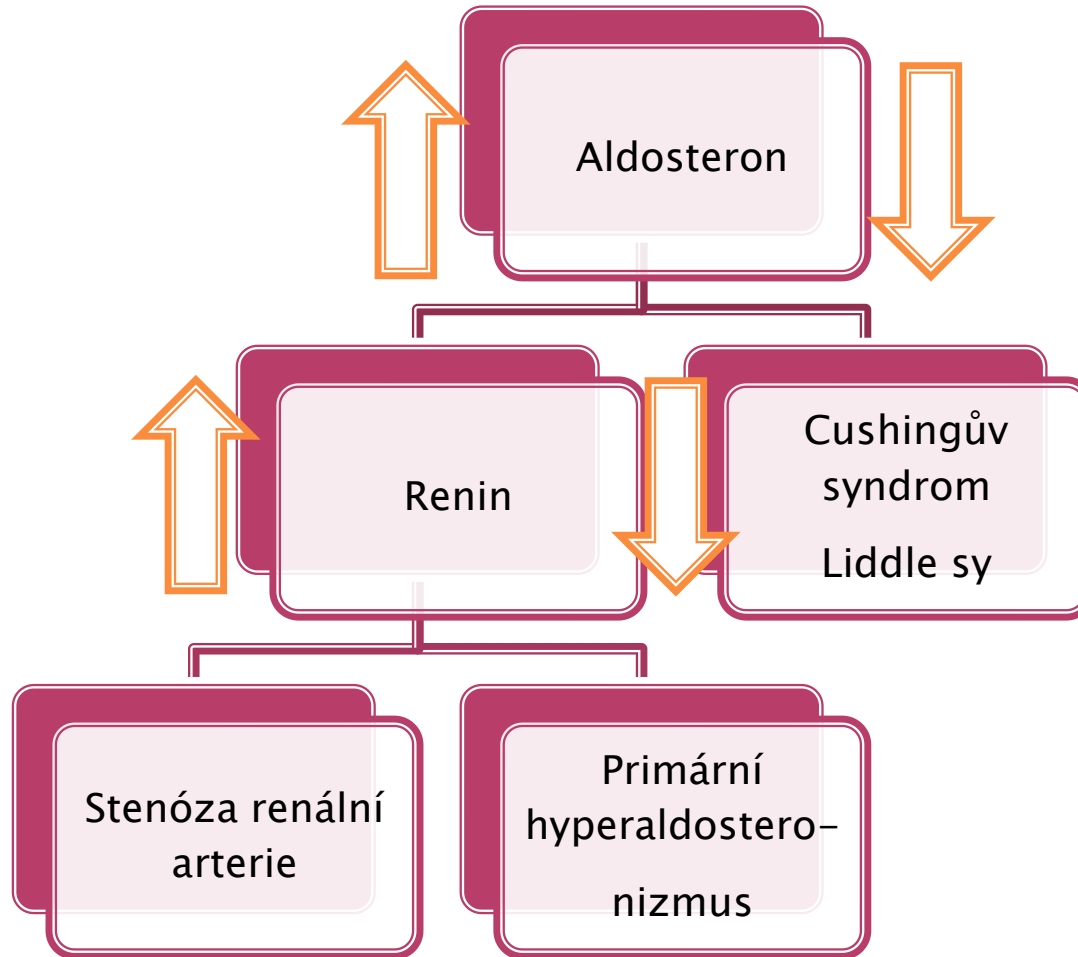 Aldosteron
Renin
Cushingův
syndrom
Liddle sy
Stenóza renální
arterie
Primární
hyperaldostero-
nizmus